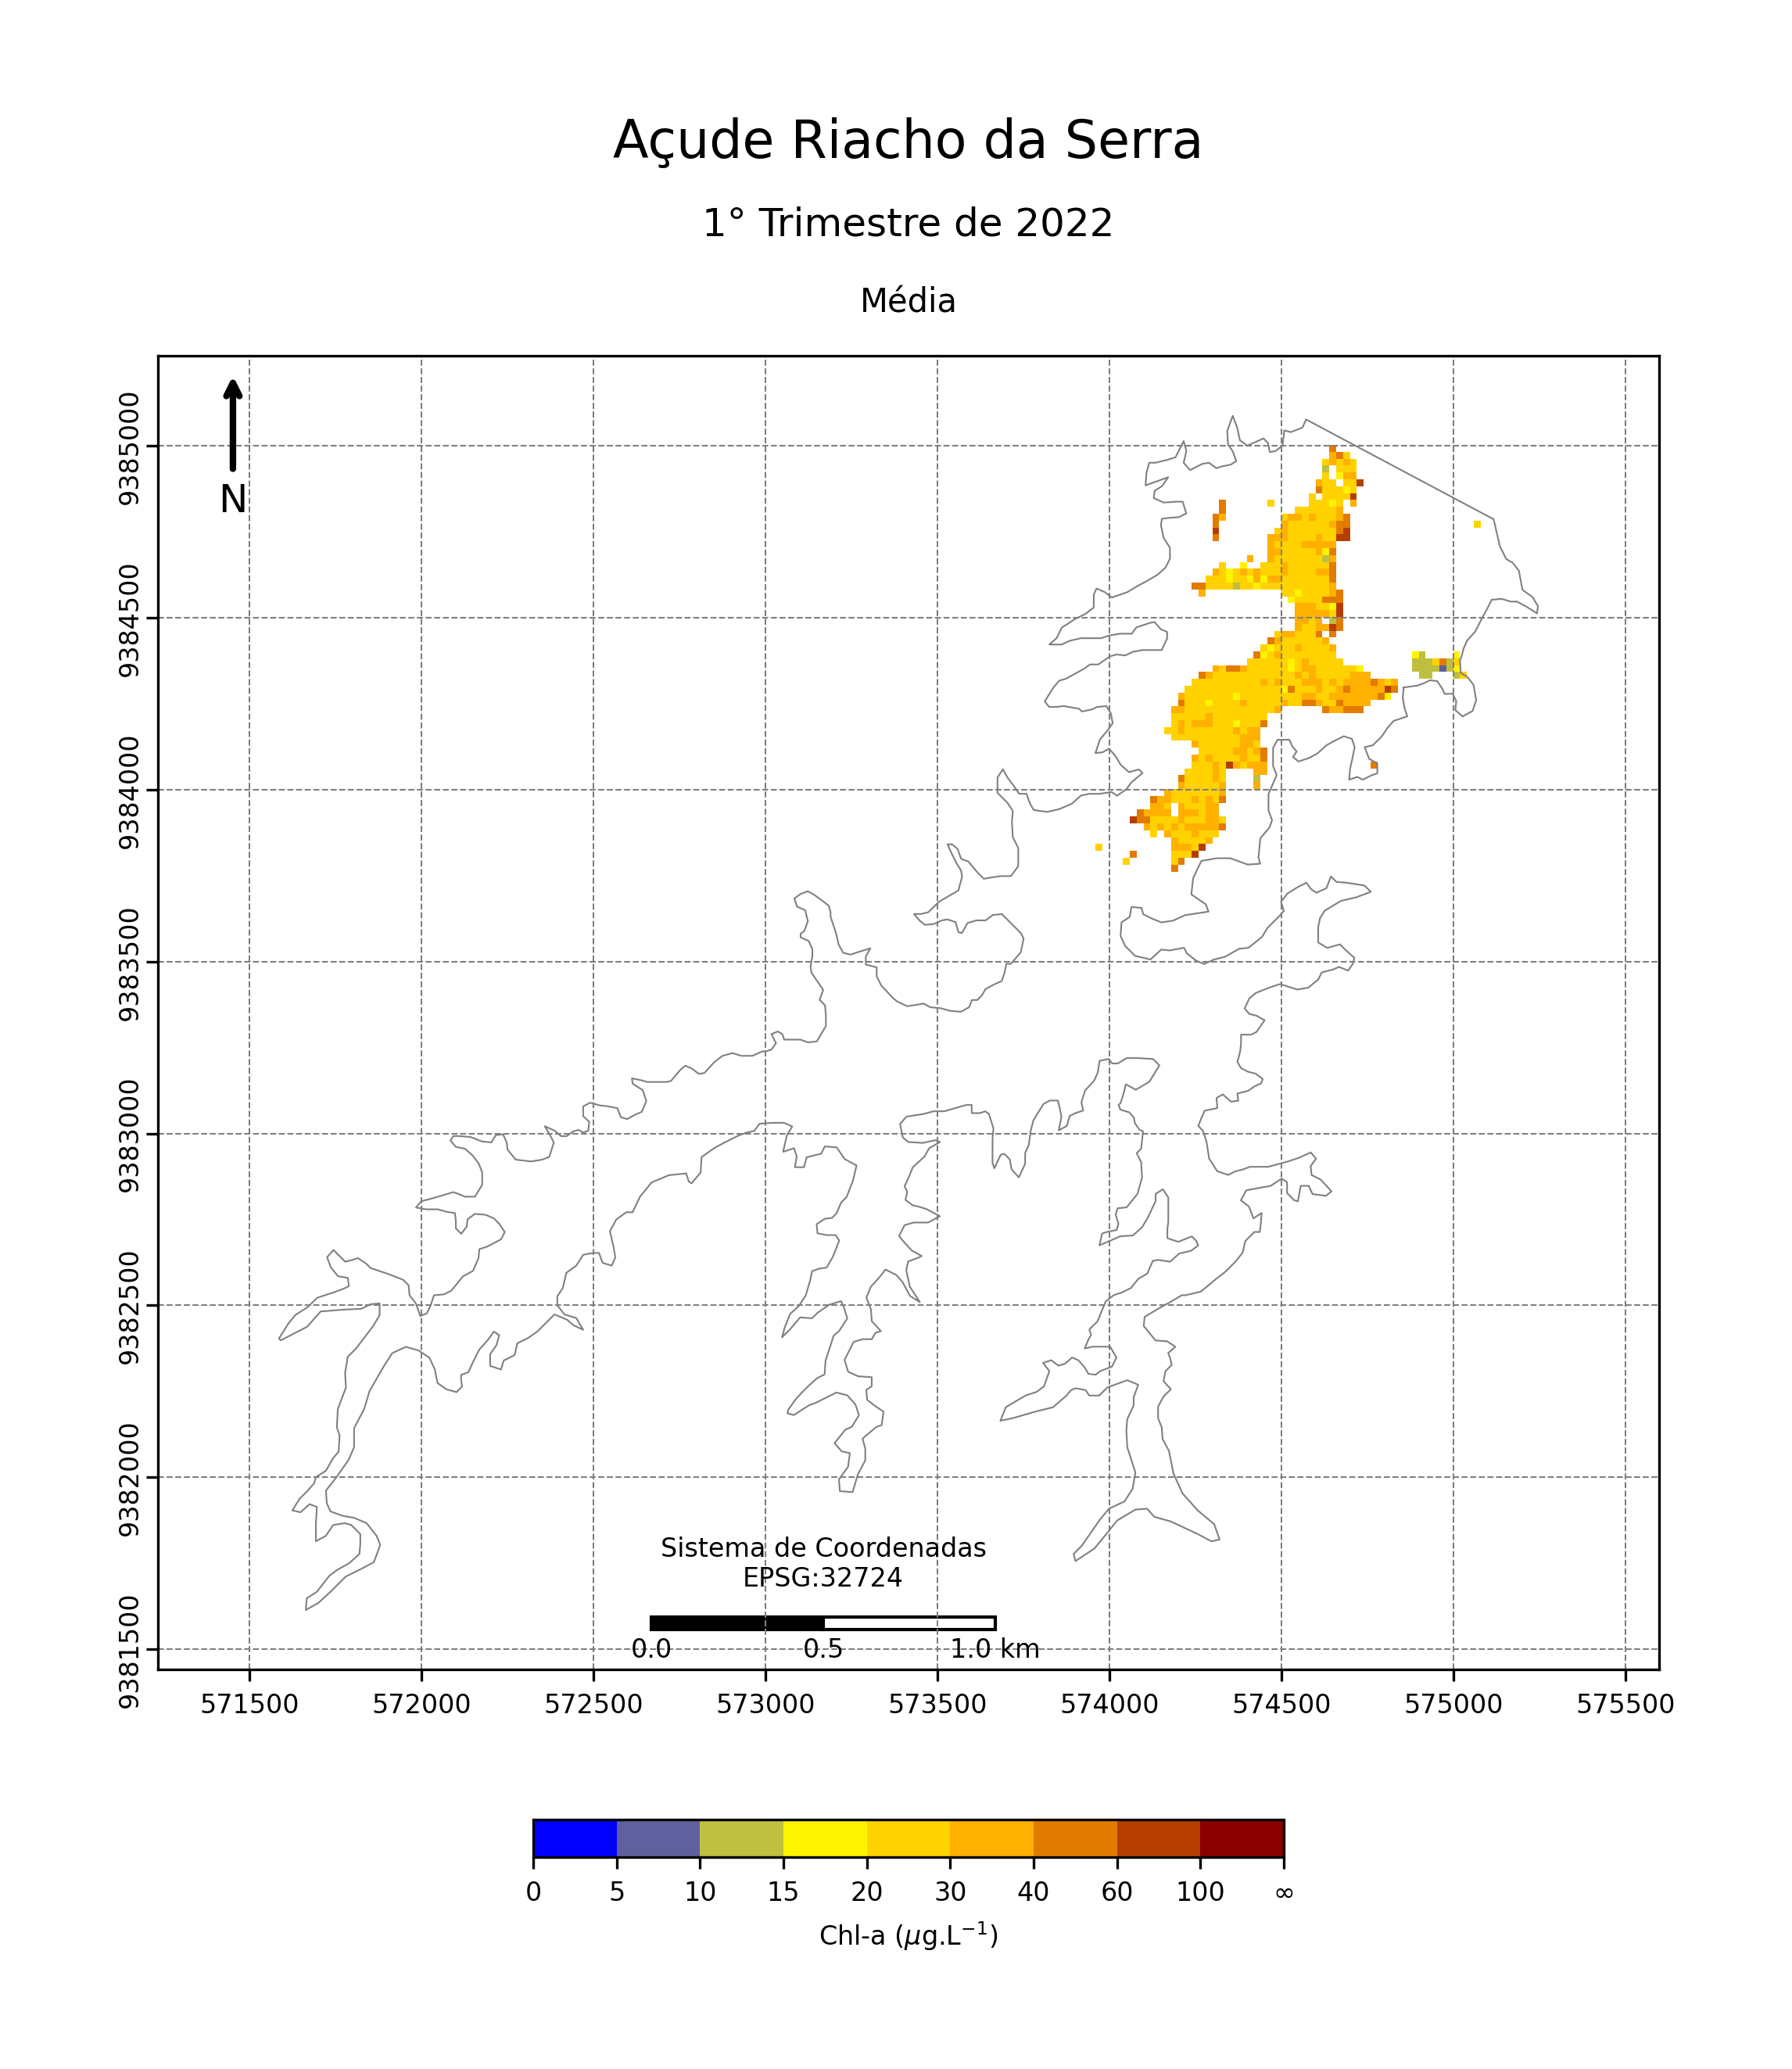 Açude Riacho da Serra
1° Trimestre de 2022
Média
N
9385000
9384500
9384000
9383500
9383000
9382500
9382000
9381500
Sistema de Coordenadas
EPSG:32724
0.0 0.5 1.0 km
571500 572000 572500 573000 573500 574000 574500 575000 575500
0 5 10 15 20 30 40 60 100 ∞
Chl-a (μg.L⁻¹)